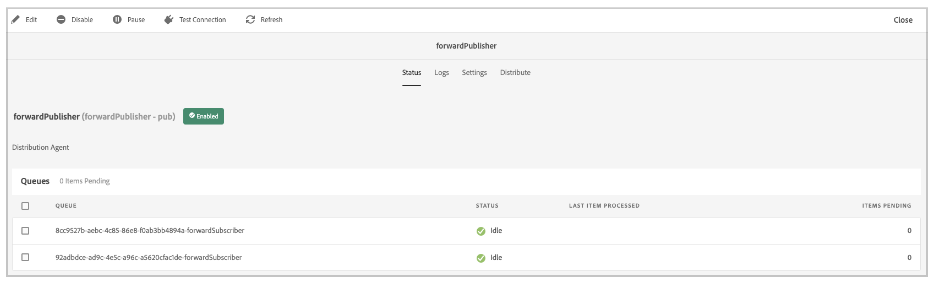 Edit Disable Pause Test Connection Refresh Close
forwardPublisher
Status Logs Settings Distribute
forwardPublisher (forwardPublisher - pub) Enabled
Distribution Agent
Queues 0 Items Pending
QUEUE STATUS LAST ITEM PROCESSED ITEMS PENDING
8cc9527b-aebc-4c85-86e8-f0ab3bb4894a-forwardSubscriber Idle 0
92adbdce-ad9c-4e5c-a96c-a5620cfac1de-forwardSubscriber Idle 0